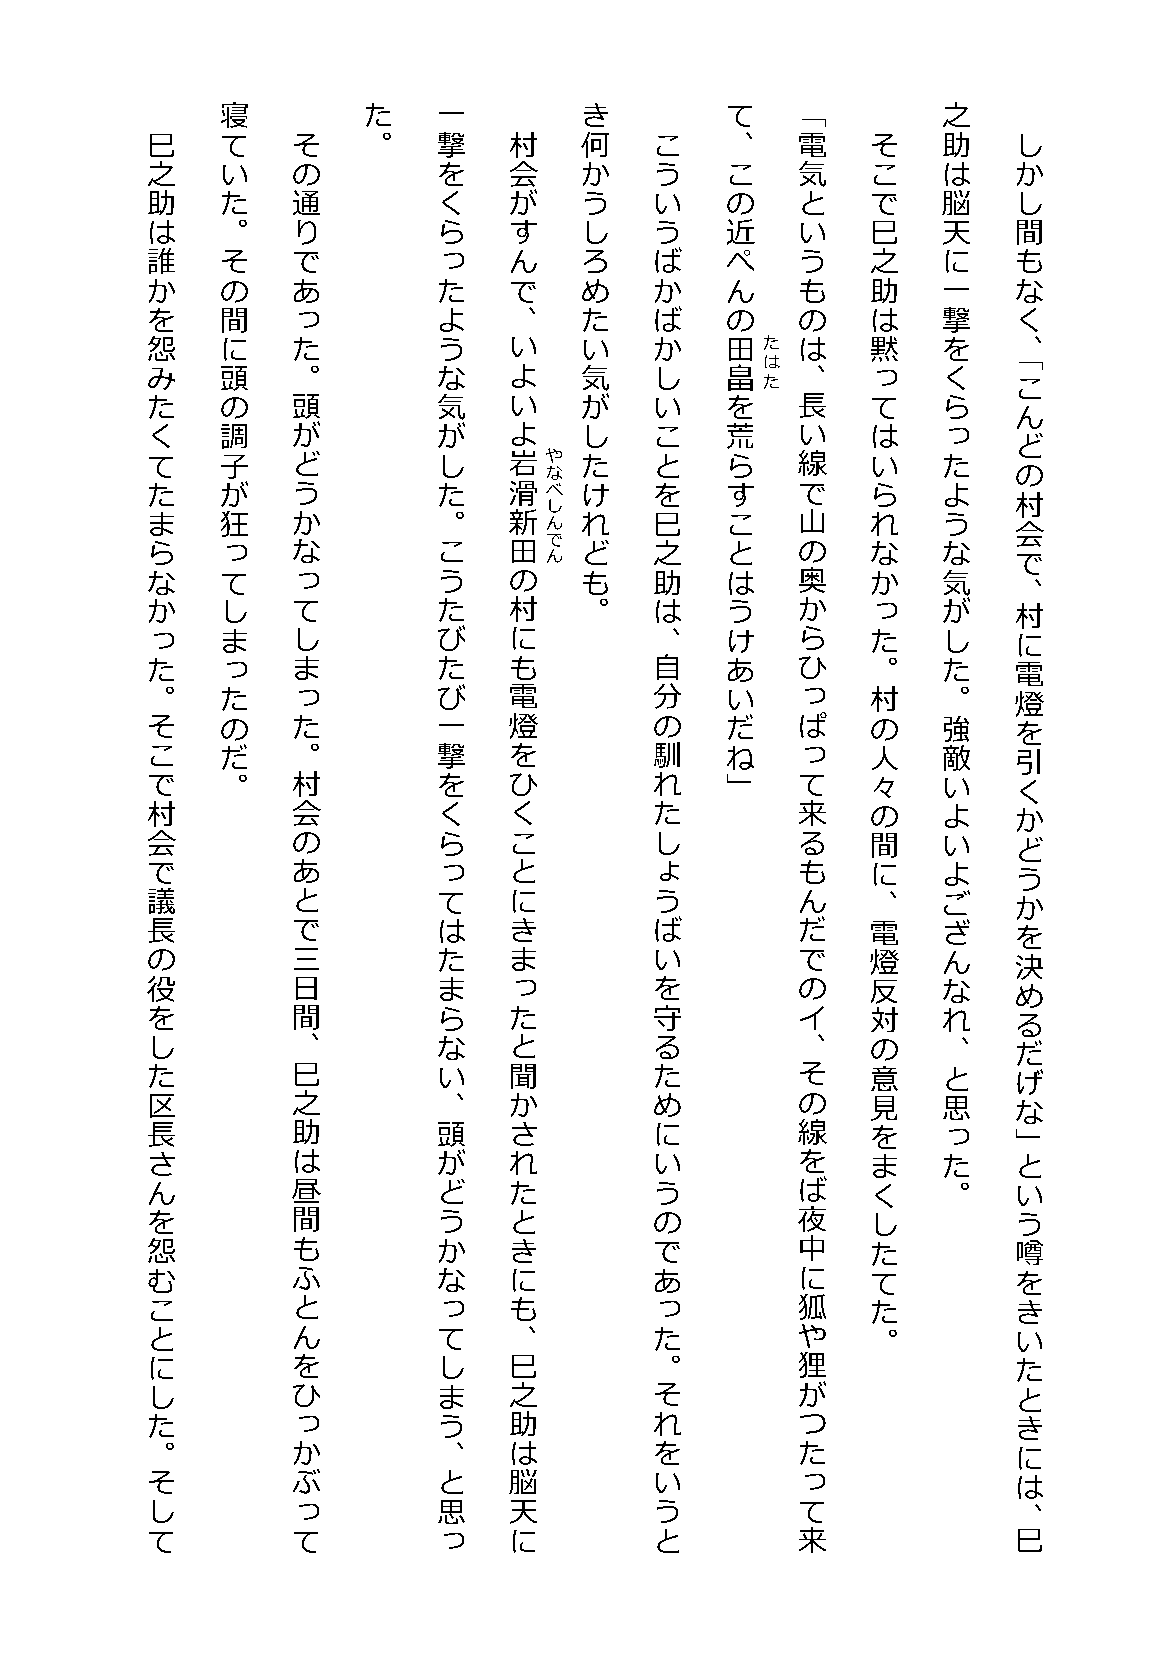 しかし間もなく、「こんどの村会で、村に電燈を引くかどうかを決めるだげな」という噂をきいたときには、巳
之助は脳天に一撃をくらったような気がした。強敵いよいよござんなれ、と思った。
そこで巳之助は黙ってはいられなかった。村の人々の間に、電燈反対の意見をまくしたてた。
「電気というものは、長い線で山の奥からひっぱって来るもんだでのイ、その線をば夜中に狐や狸がつたって来
て、この近ぺんの田畠を荒らすことはうけあいだね」
たはた
こういうばかばかしいことを巳之助は、自分の馴れたしょうばいを守るためにいうのであった。それをいうと
き何かうしろめたい気がしたけれども。
村会がすんで、いよいよ岩滑新田の村にも電燈をひくことにきまったと聞かされたときにも、巳之助は脳天に
やなべしんでん
一撃をくらったような気がした。こうたびたび一撃をくらってはたまらない、頭がどうかなってしまう、と思っ
た。
その通りであった。頭がどうかなってしまった。村会のあとで三日間、巳之助は昼間もふとんをひっかぶって
寝ていた。その間に頭の調子が狂ってしまったのだ。
巳之助は誰かを怨みたくてたまらなかった。そこで村会で議長の役をした区長さんを怨むことにした。そして